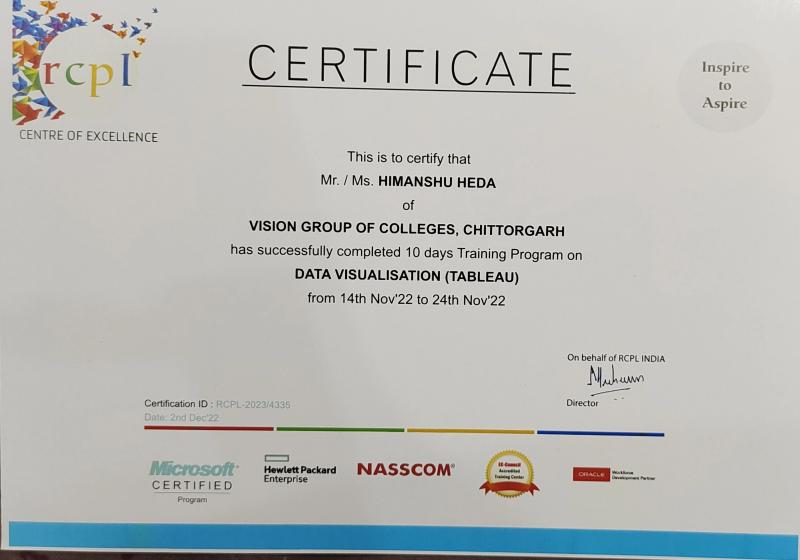 rcpl
CENTRE OF EXCELLENCE
CERTIFICATE
Inspire
to
Aspire
This is to certify that
Mr. / Ms. HIMANSHU HEDA
of
VISION GROUP OF COLLEGES, CHITTORGARH
has successfully completed 10 days Training Program on
DATA VISUALISATION (TABLEAU)
from 14th Nov'22 to 24th Nov'22
On behalf of RCPL INDIA
Director
Certification ID : RCPL-2023/4335
Date: 2nd Dec'22
Microsoft
CERTIFIED
Program
Hewlett Packard
Enterprise
NASSCOM®
EC-Council
Accredited
Training Center
ORACLE
Workforce
Development Partner